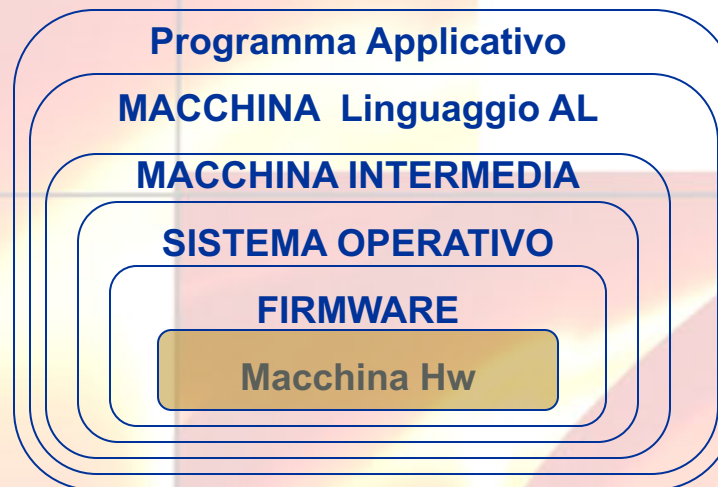 Programma Applicativo
MACCHINA Linguaggio AL
MACCHINA INTERMEDIA
SISTEMA OPERATIVO
FIRMWARE
Macchina Hw